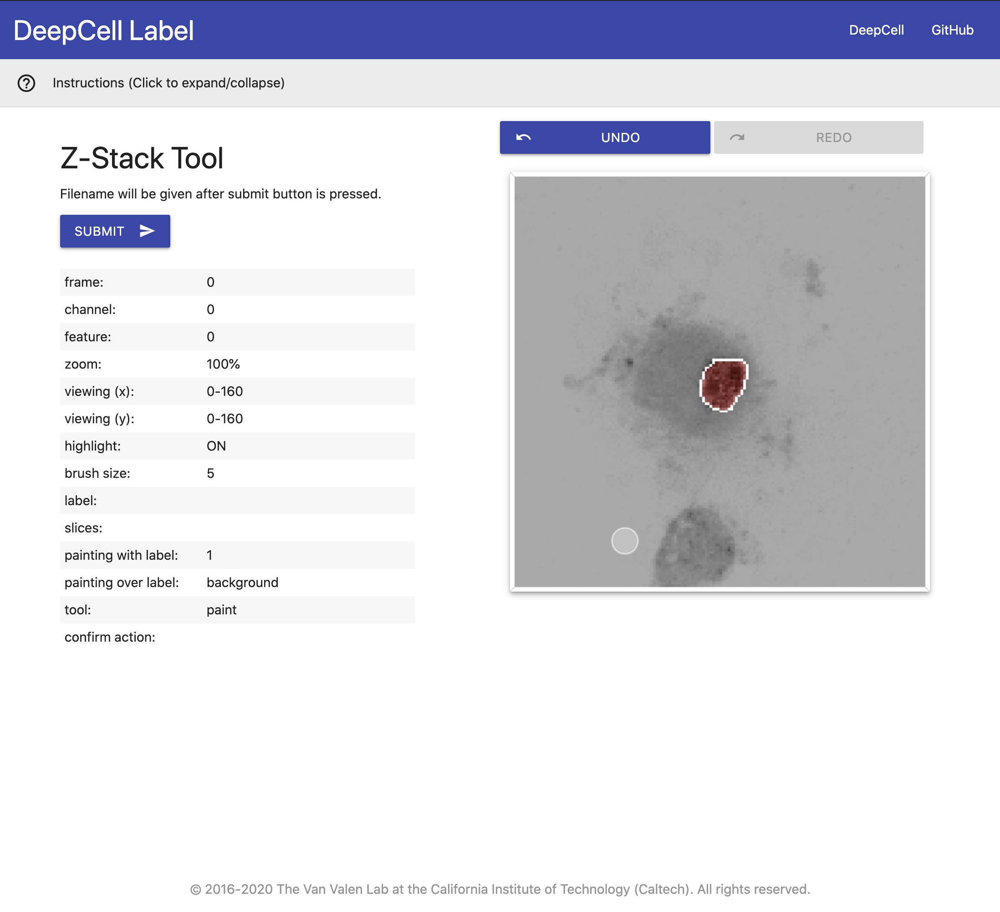 DeepCell Label
DeepCell GitHub
Instructions (Click to expand/collapse)
UNDO REDO
Z-Stack Tool
Filename will be given after submit button is pressed.
SUBMIT
frame: 0
channel: 0
feature: 0
zoom: 100%
viewing (x): 0-160
viewing (y): 0-160
highlight: ON
brush size: 5
label:
slices:
painting with label: 1
painting over label: background
tool: paint
confirm action:
© 2016-2020 The Van Valen Lab at the California Institute of Technology (Caltech). All rights reserved.